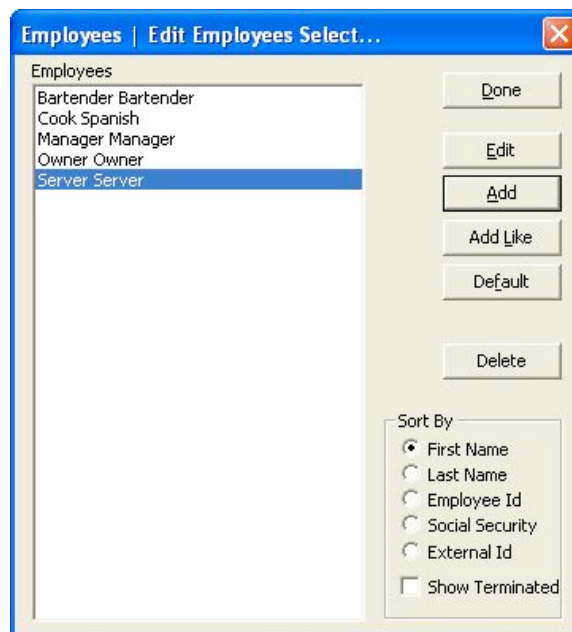 Employees | Edit Employees Select...
Employees
Bartender Bartender
Cook Spanish
Manager Manager
Owner Owner
Server Server
Done
Edit
Add
Add Like
Default
Delete
Sort By
First Name
Last Name
Employee Id
Social Security
External Id
Show Terminated